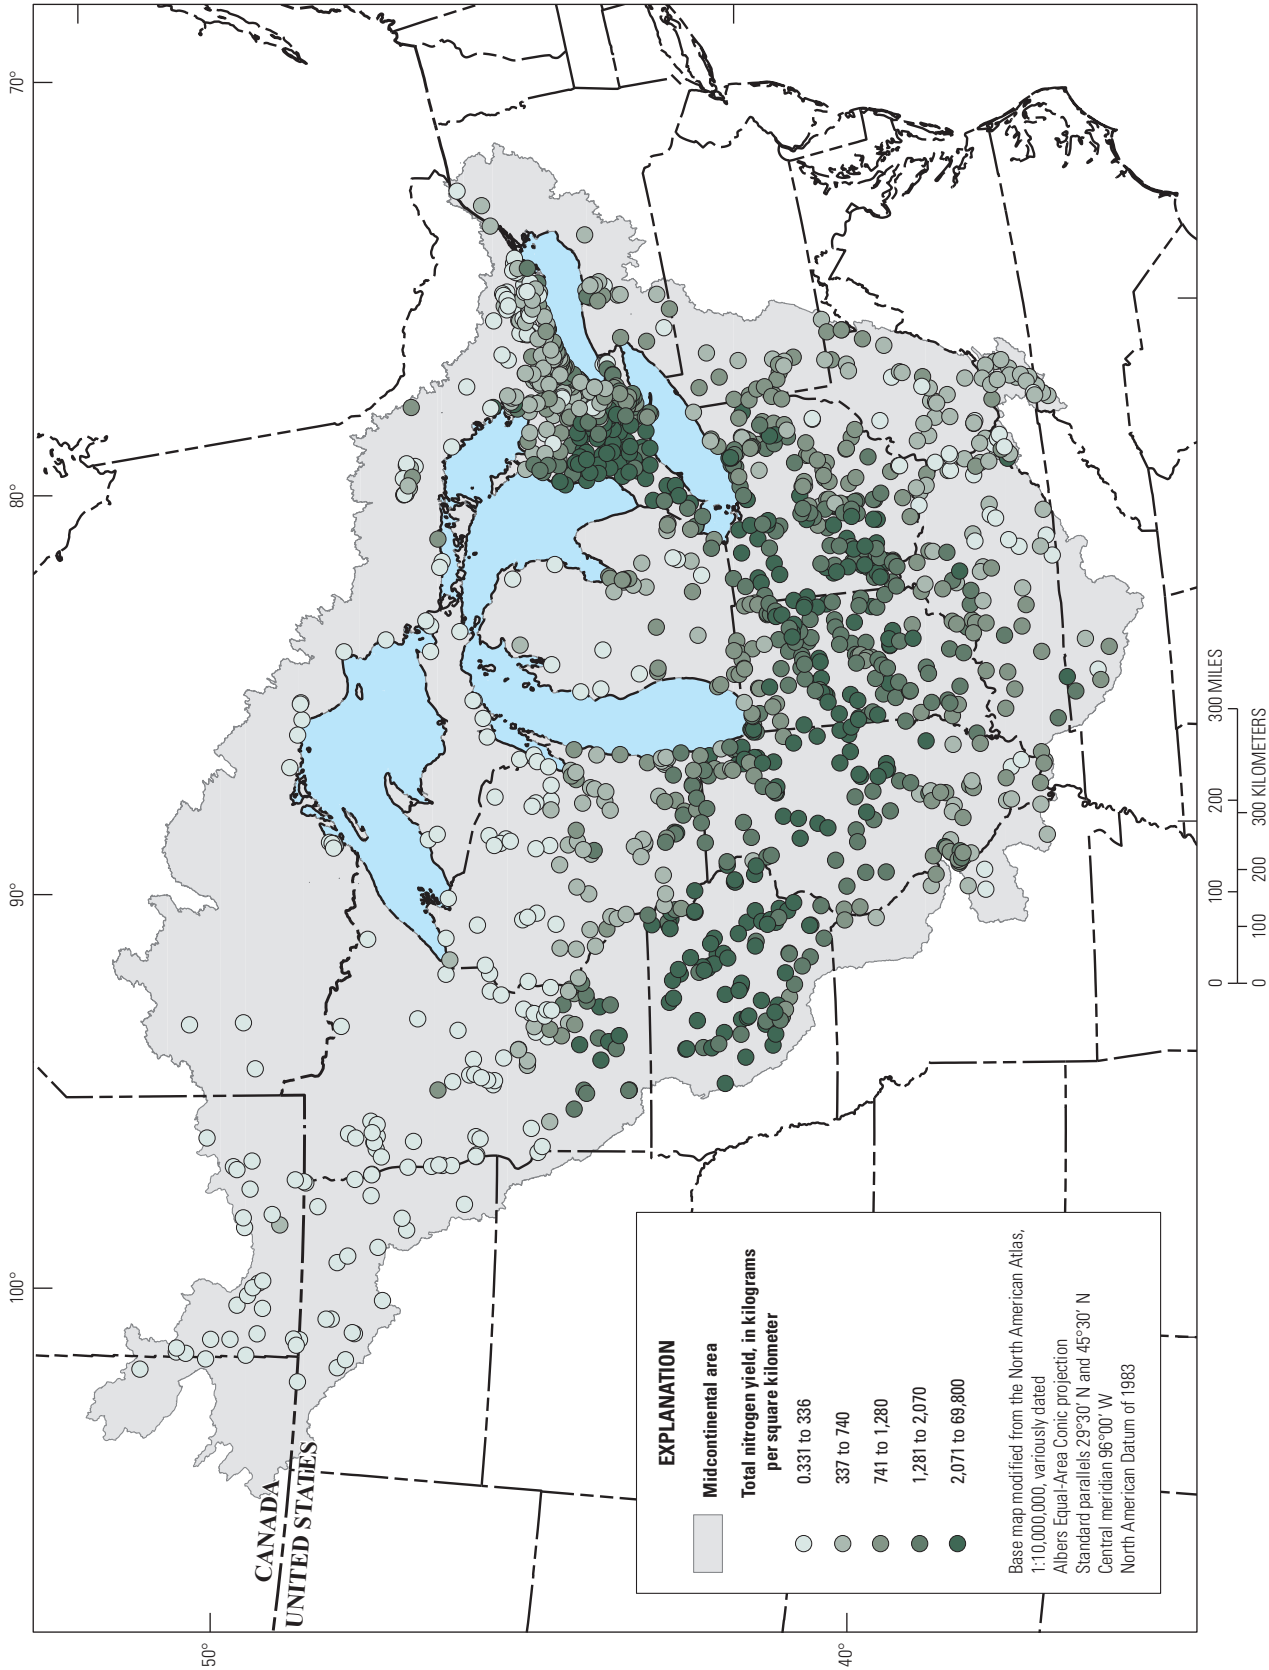 70°
80°
90°
100°
50°
40°
CANADA
UNITED STATES
EXPLANATION
Midcontinental area
Total nitrogen yield, in kilograms
per square kilometer
0.331 to 336
337 to 740
741 to 1,280
1,281 to 2,070
2,071 to 69,800
Base map modified from the North American Atlas,
1:10,000,000, variously dated
Albers Equal-Area Conic projection
Standard parallels 29°30' N and 45°30' N
Central meridian 96°00' W
North American Datum of 1983
0 100 200 300 MILES
0 100 200 300 KILOMETERS